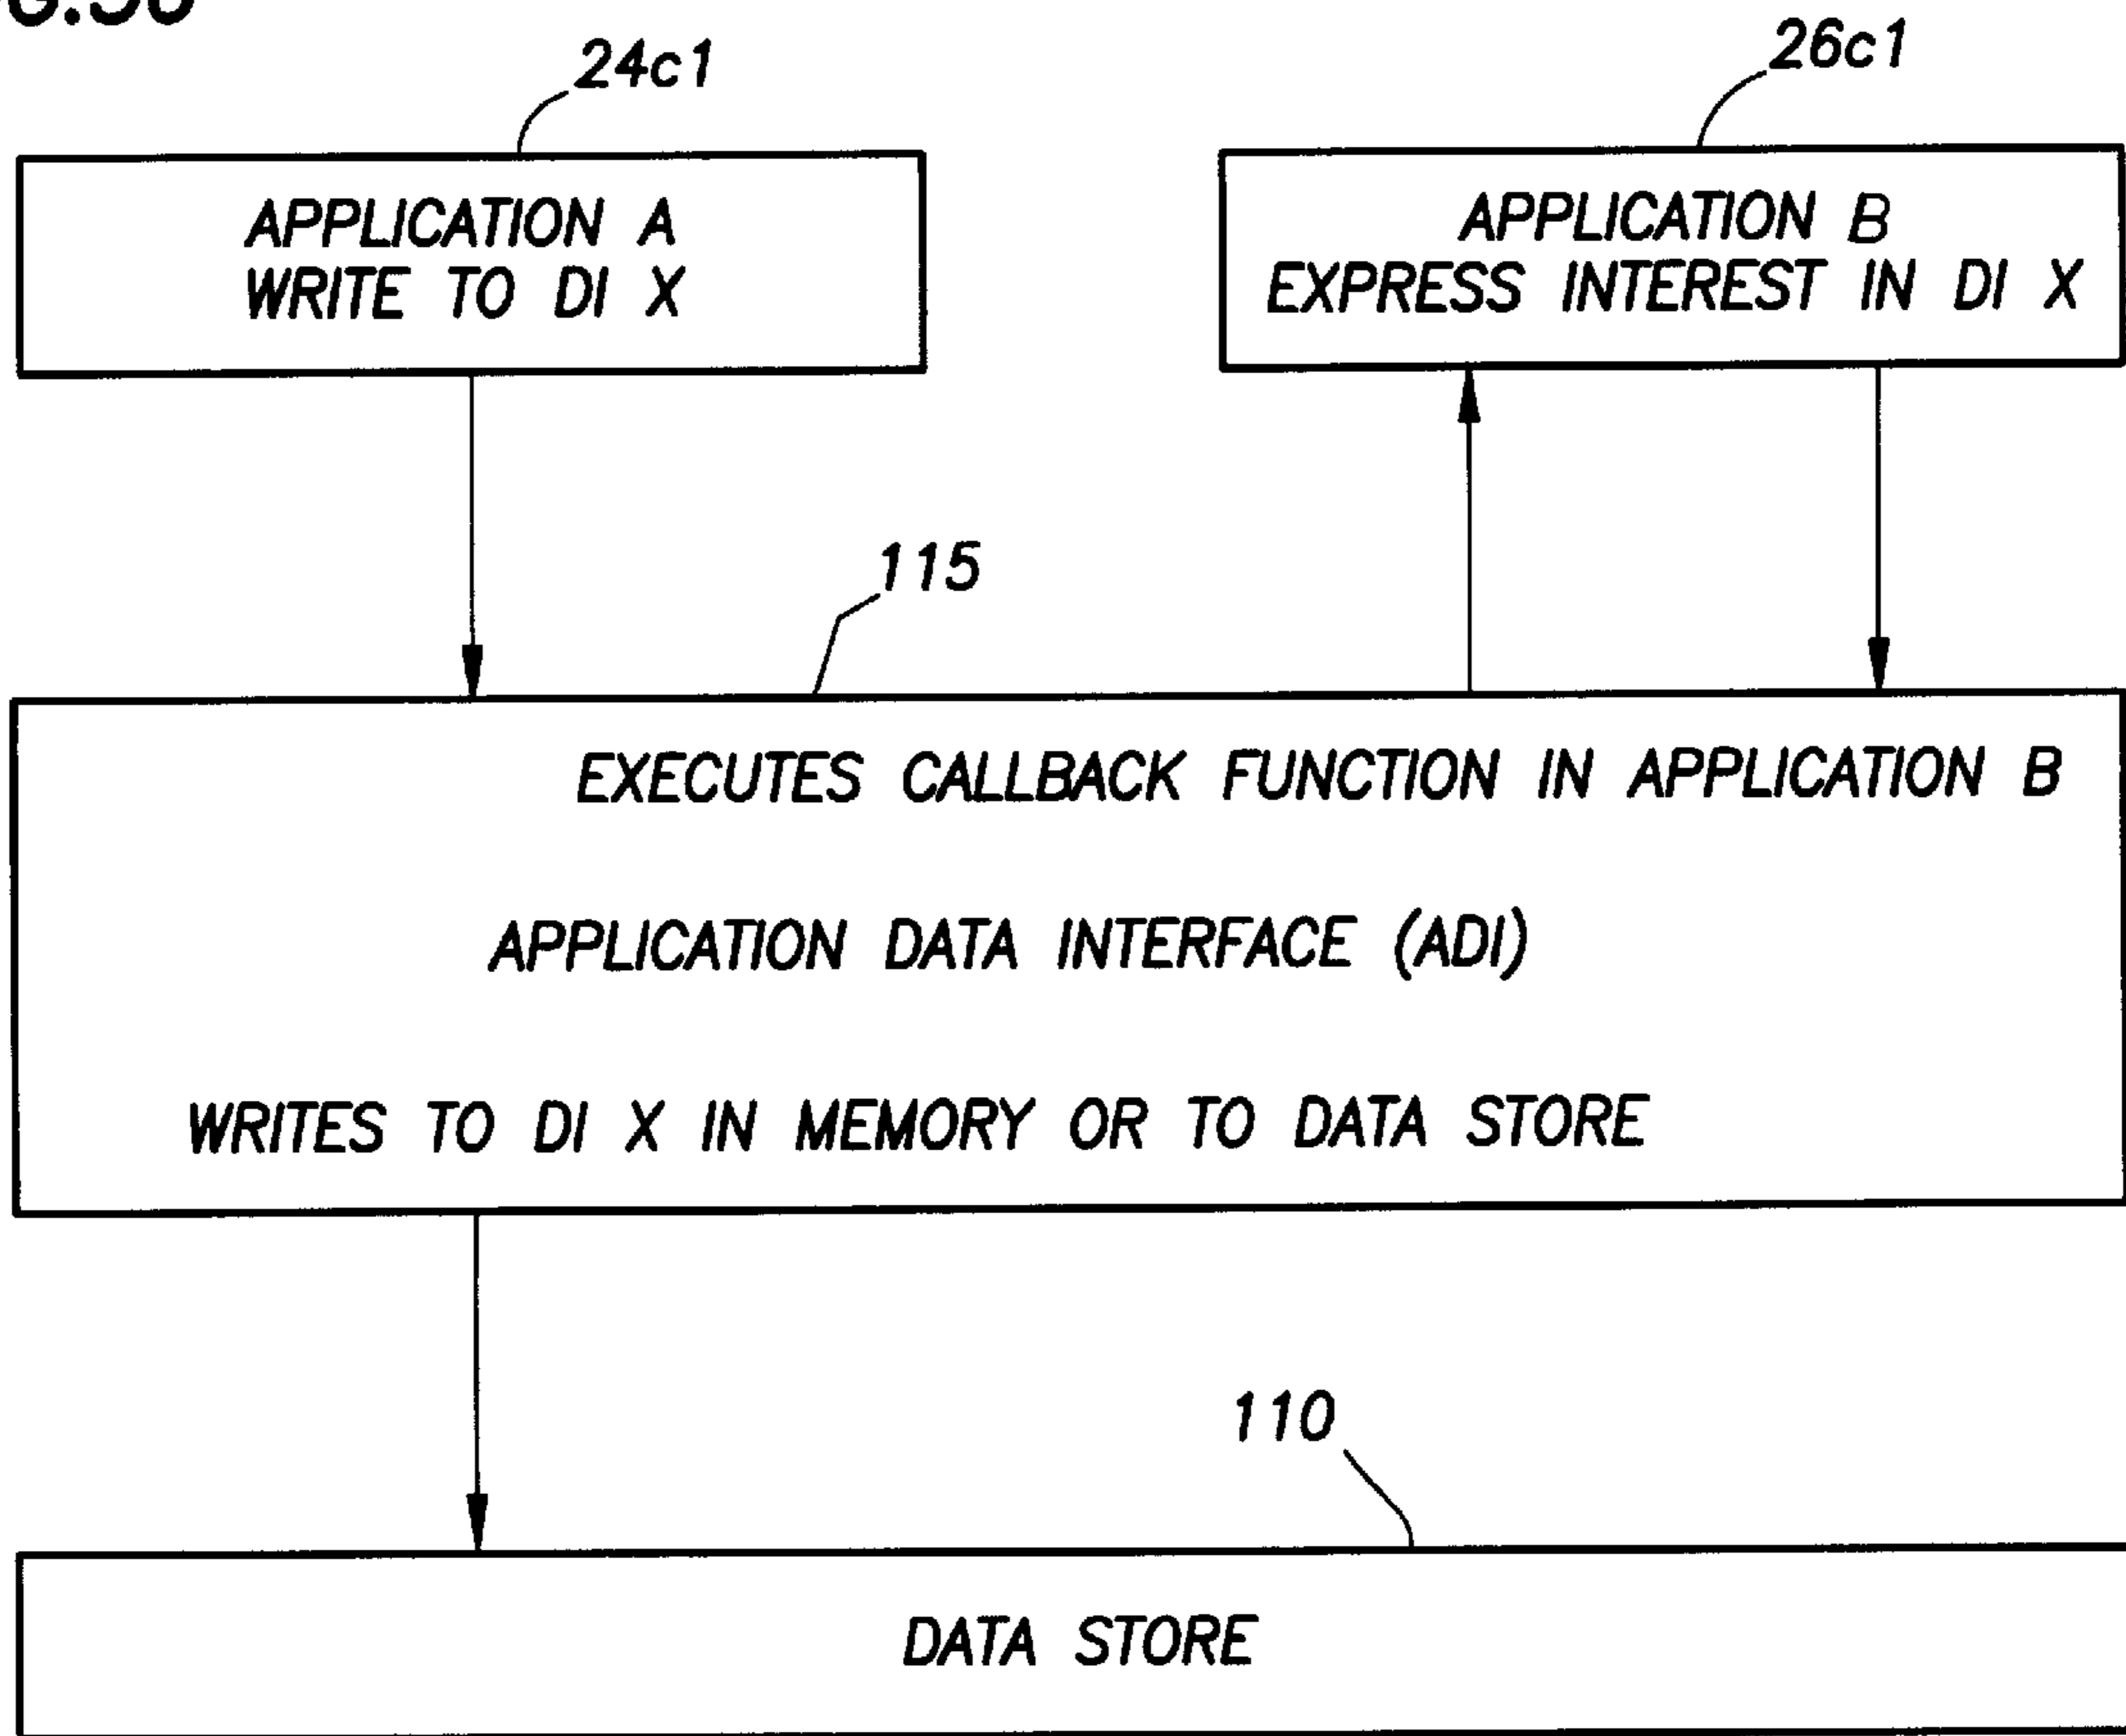 24c1
26c1
APPLICATION A
WRITE TO DI X
APPLICATION B
EXPRESS INTEREST IN DI X
115
EXECUTES CALLBACK FUNCTION IN APPLICATION B
APPLICATION DATA INTERFACE (ADI)
WRITES TO DI X IN MEMORY OR TO DATA STORE
110
DATA STORE